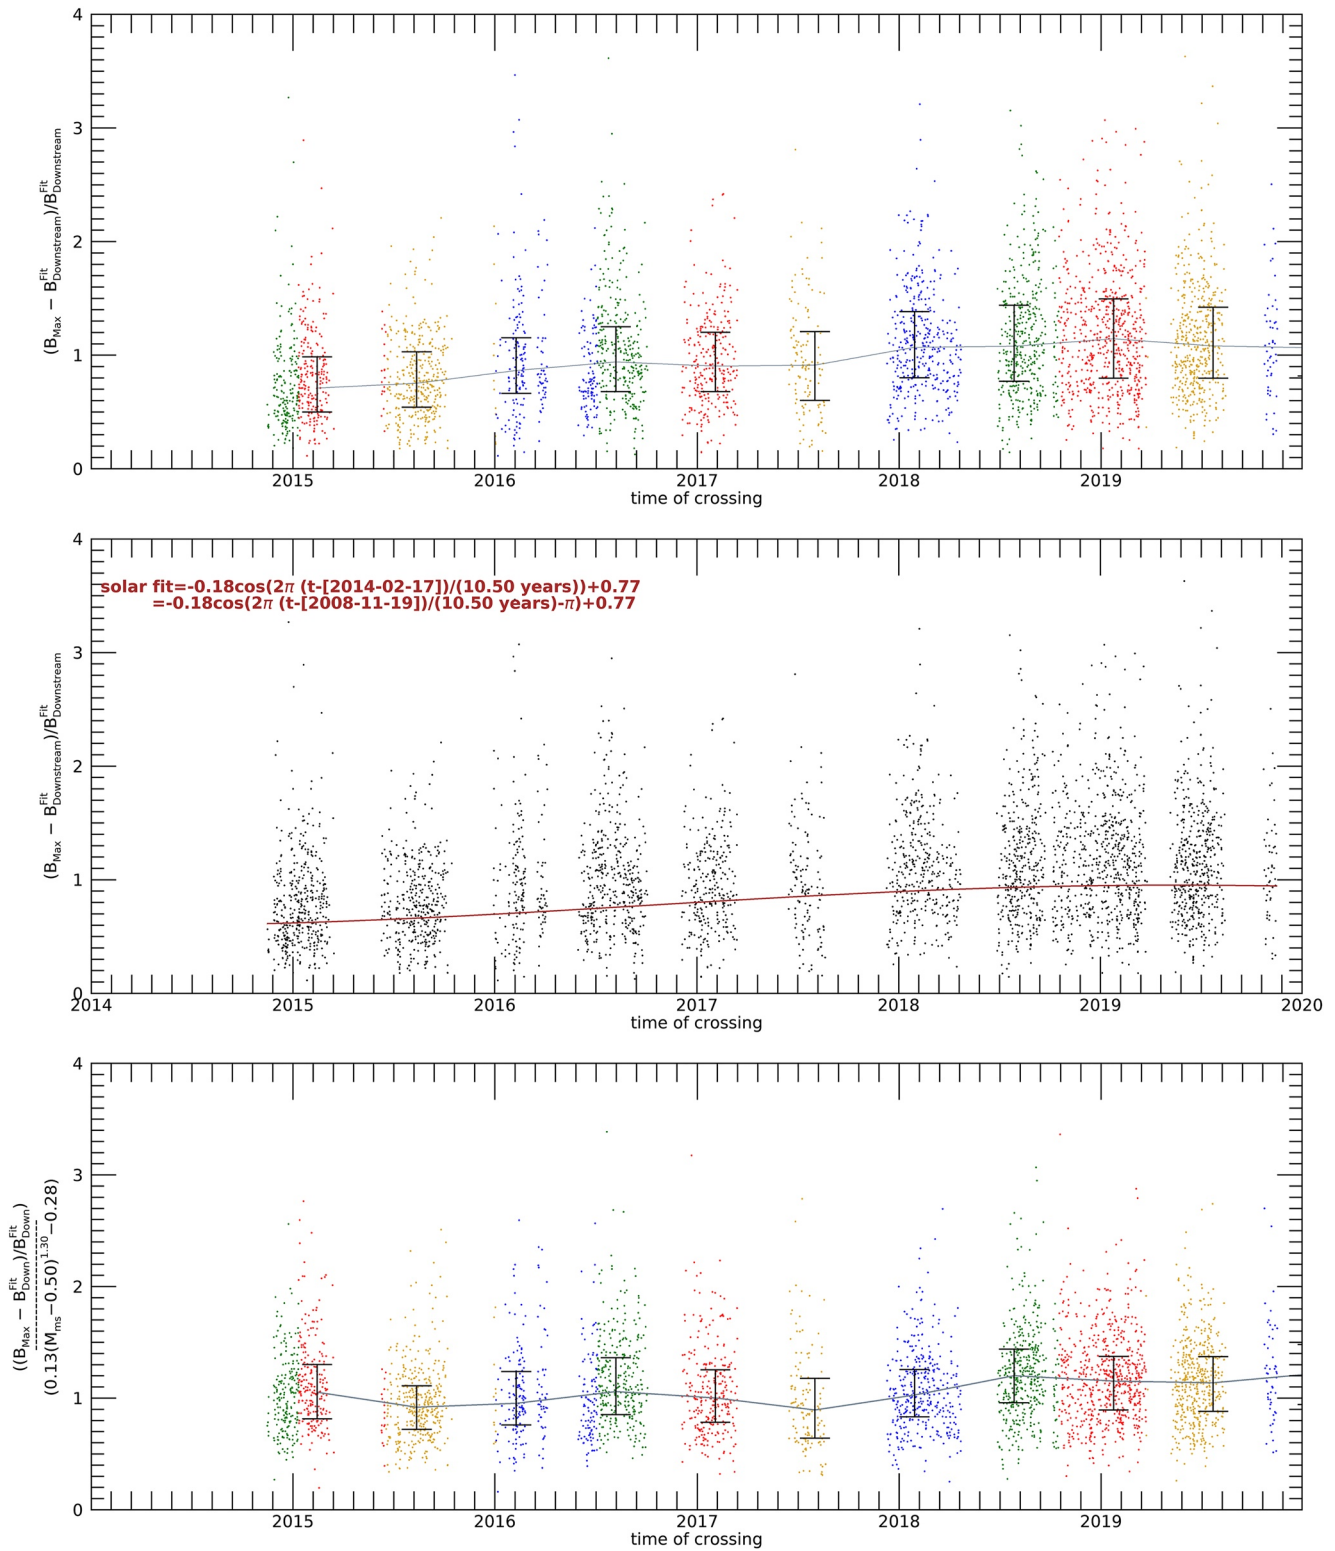 4
3
2
1
0
(B_Max − B^Fit_Downstream)/B^Fit_Downstream
2015 2016 2017 2018 2019
time of crossing
4
3
2
1
0
(B_Max − B^Fit_Downstream)/B^Fit_Downstream
solar fit=-0.18cos(2π (t-[2014-02-17])/(10.50 years))+0.77
=-0.18cos(2π (t-[2008-11-19])/(10.50 years)-π)+0.77
2014 2015 2016 2017 2018 2019 2020
time of crossing
4
3
2
1
0
((B_Max − B^Fit_Down)/B^Fit_Down)
(0.13(M_ms−0.50)^1.30−0.28)
2015 2016 2017 2018 2019
time of crossing